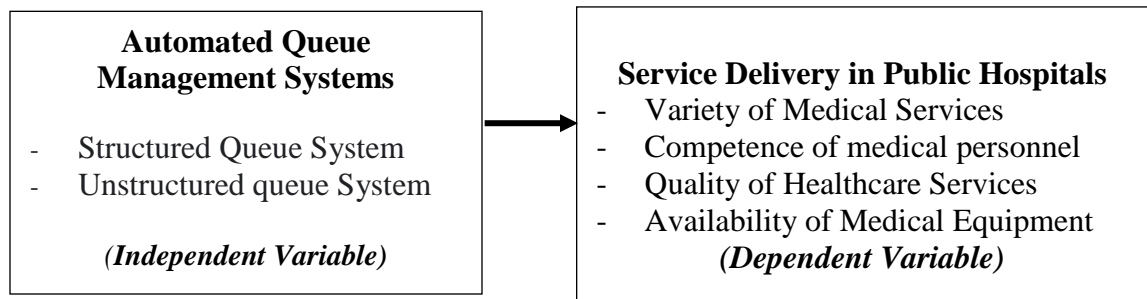 Automated Queue
Management Systems
- Structured Queue System
- Unstructured queue System
(Independent Variable)
Service Delivery in Public Hospitals
- Variety of Medical Services
- Competence of medical personnel
- Quality of Healthcare Services
- Availability of Medical Equipment
(Dependent Variable)